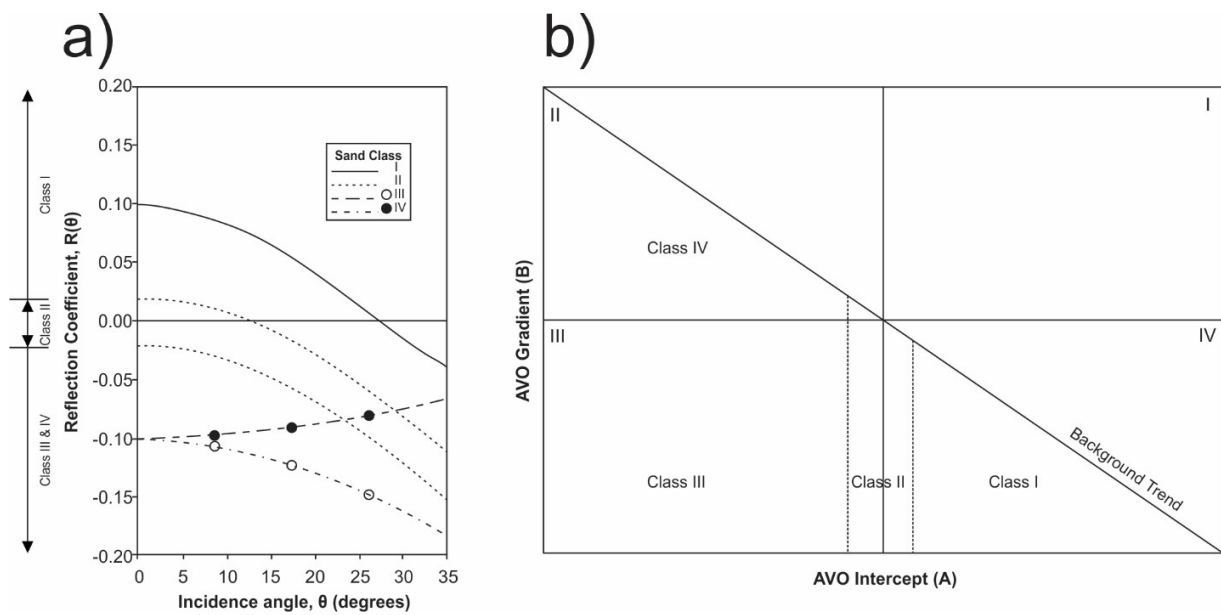 a)
b)
0.20
0.15
0.10
0.05
0.00
-0.05
-0.10
-0.15
-0.20
Class I
Class II
Class III & IV
Reflection Coefficient, R(θ)
Sand Class
I
II
III
IV
0
5
10
15
20
25
30
35
Incidence angle, θ (degrees)
II
I
Class IV
III
IV
Class III
Class II
Class I
Background Trend
AVO Gradient (B)
AVO Intercept (A)